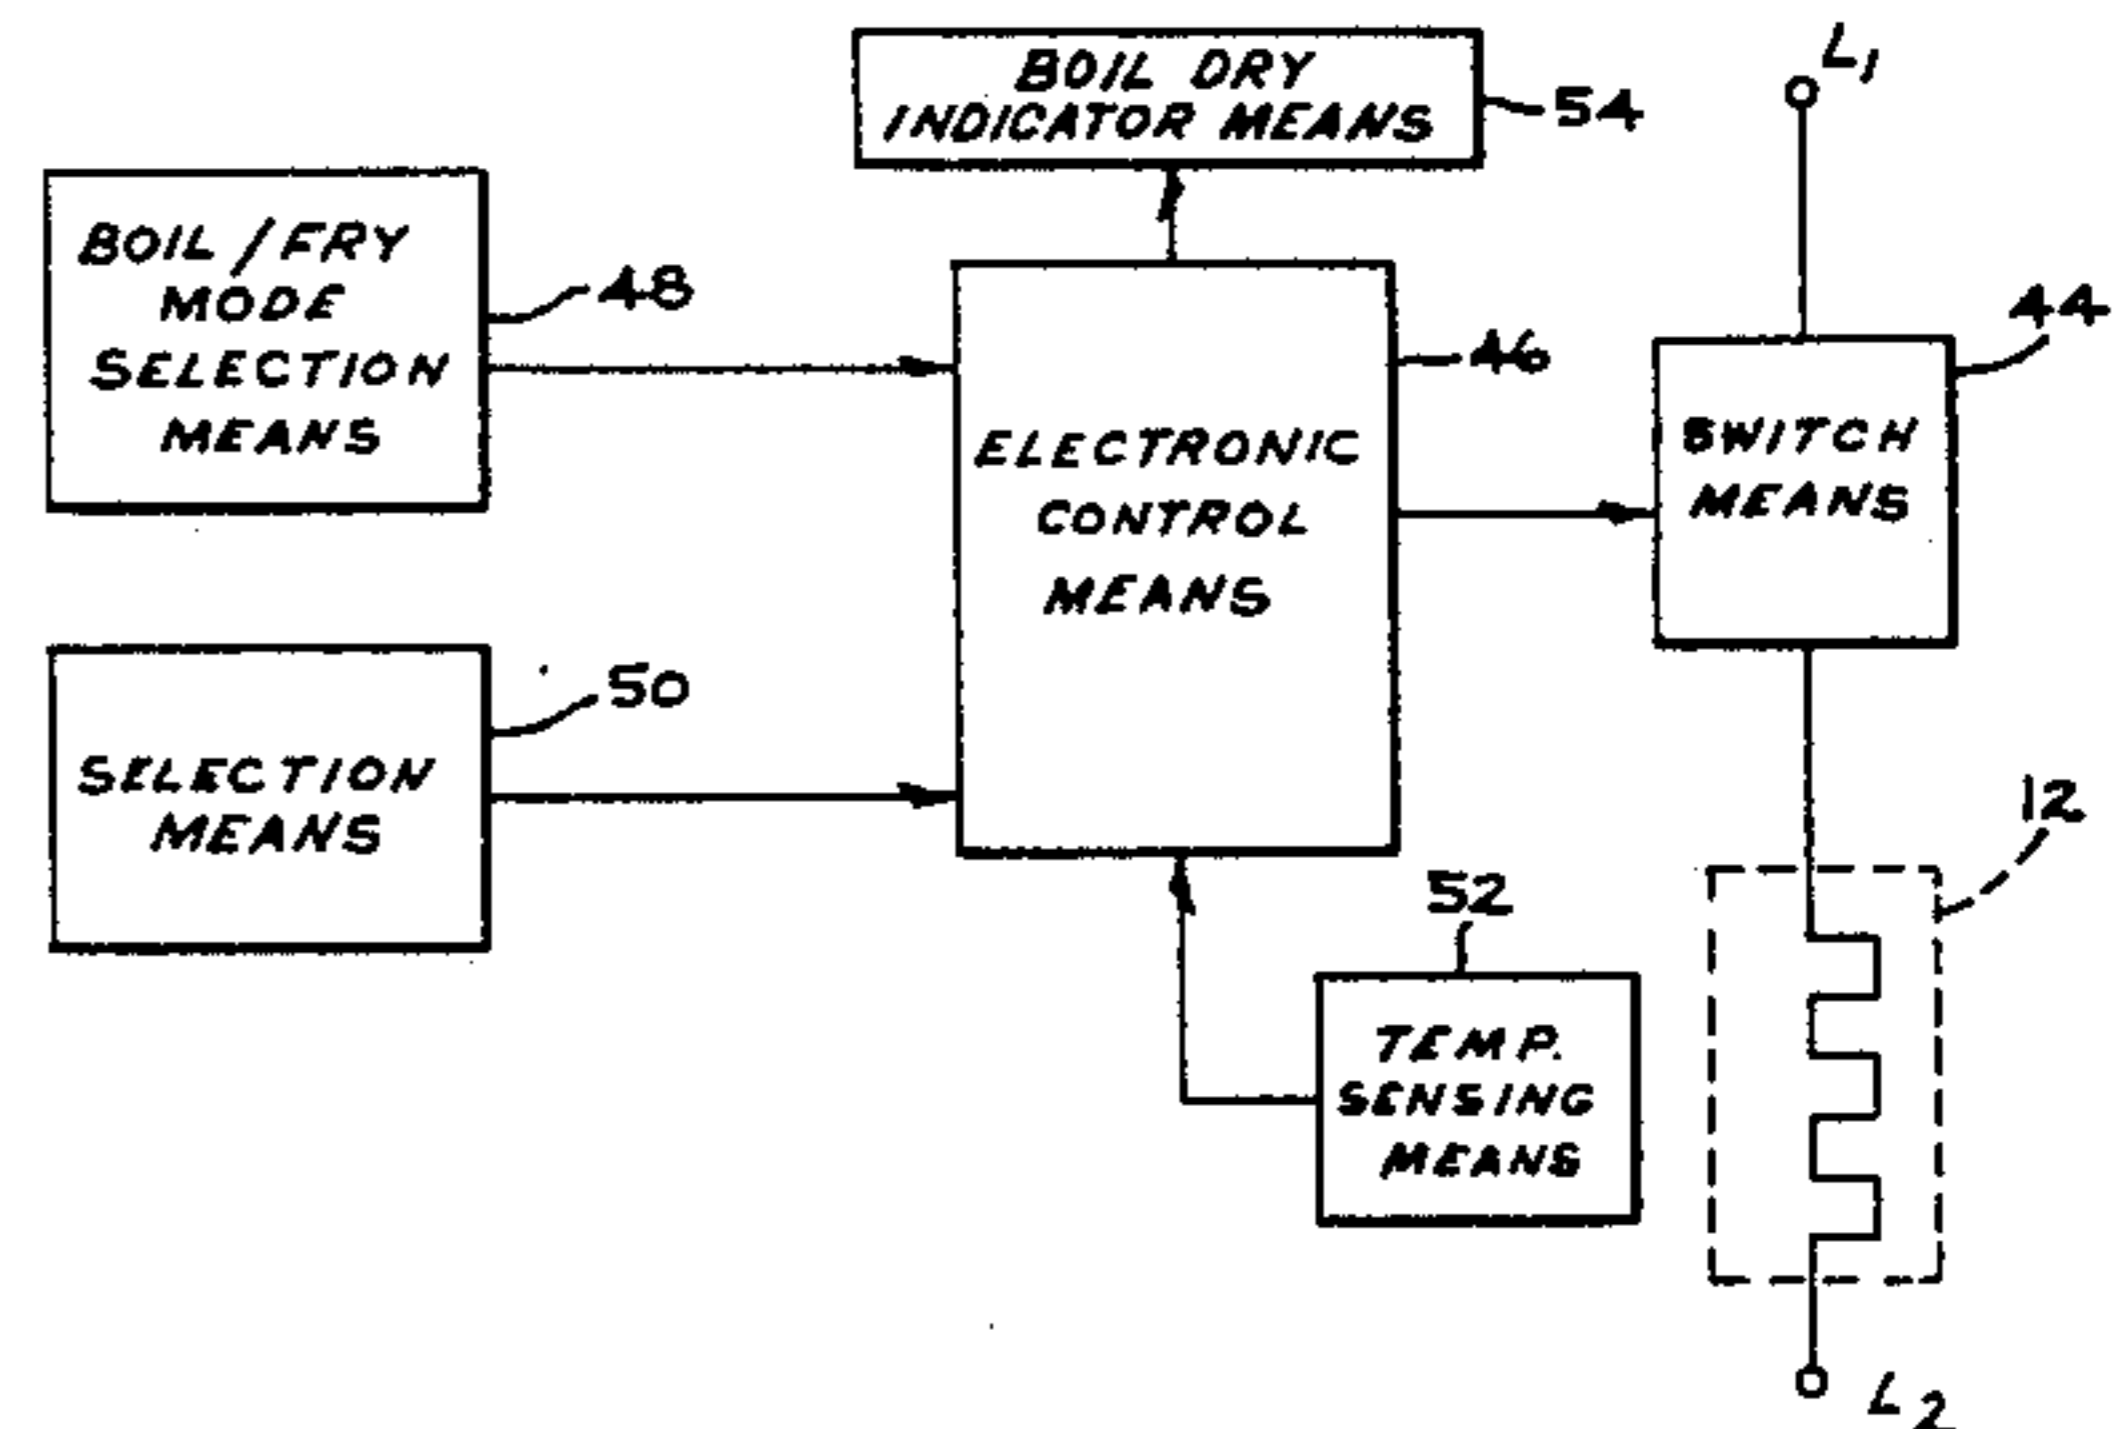 BOIL DRY
INDICATOR MEANS
54
L1
BOIL/FRY
MODE
SELECTION
MEANS
48
46
44
ELECTRONIC
CONTROL
MEANS
SWITCH
MEANS
50
SELECTION
MEANS
12
52
TEMP.
SENSING
MEANS
L2